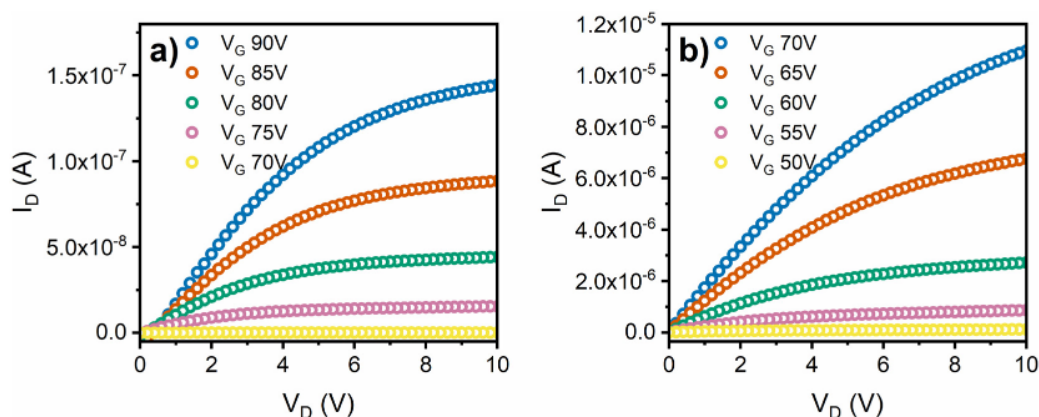 a)
V_G 90V
V_G 85V
V_G 80V
V_G 75V
V_G 70V
1.5x10⁻⁷
1.0x10⁻⁷
5.0x10⁻⁸
0.0
I_D (A)
0 2 4 6 8 10
V_D (V)
b)
V_G 70V
V_G 65V
V_G 60V
V_G 55V
V_G 50V
1.2x10⁻⁵
1.0x10⁻⁵
8.0x10⁻⁶
6.0x10⁻⁶
4.0x10⁻⁶
2.0x10⁻⁶
0.0
I_D (A)
0 2 4 6 8 10
V_D (V)